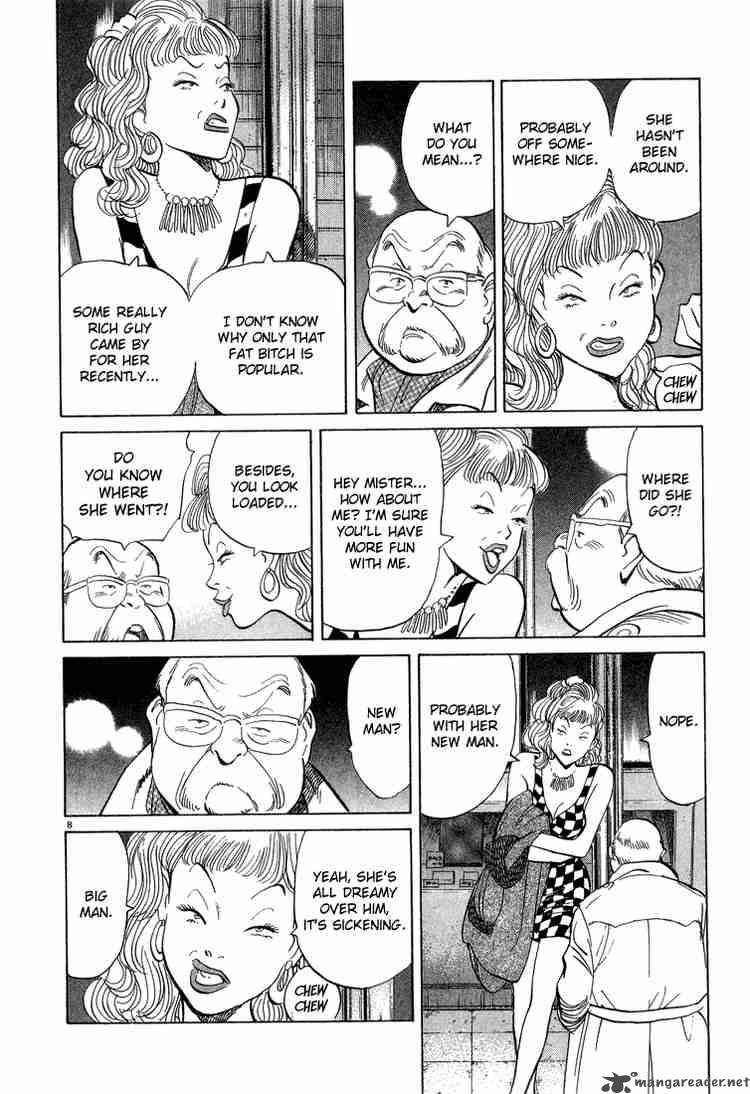 SHE
HASN'T
BEEN
AROUND.
PROBABLY
OFF SOME-
WHERE NICE.
CHEW
CHEW
WHAT
DO YOU
MEAN...?
I DON'T KNOW
WHY ONLY THAT
FAT BITCH IS
POPULAR.
SOME REALLY
RICH GUY
CAME BY
FOR HER
RECENTLY...
WHERE
DID SHE
GO?!
HEY MISTER...
HOW ABOUT
ME? I'M SURE
YOU'LL HAVE
MORE FUN
WITH ME.
BESIDES,
YOU LOOK
LOADED...
DO
YOU KNOW
WHERE
SHE WENT?!
NOPE.
PROBABLY
WITH HER
NEW MAN.
NEW
MAN?
8
YEAH, SHE'S
ALL DREAMY
OVER HIM,
IT'S SICKENING.
CHEW
CHEW
BIG
MAN.
mangareader.net